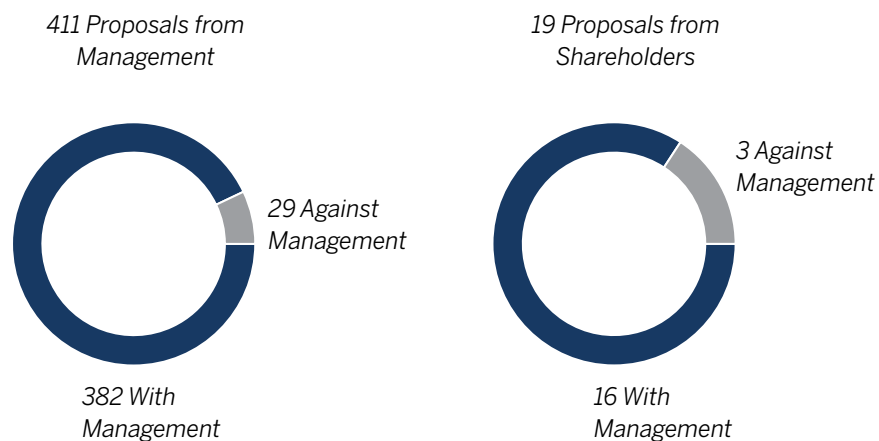 411 Proposals from
Management
29 Against
Management
382 With
Management
19 Proposals from
Shareholders
3 Against
Management
16 With
Management